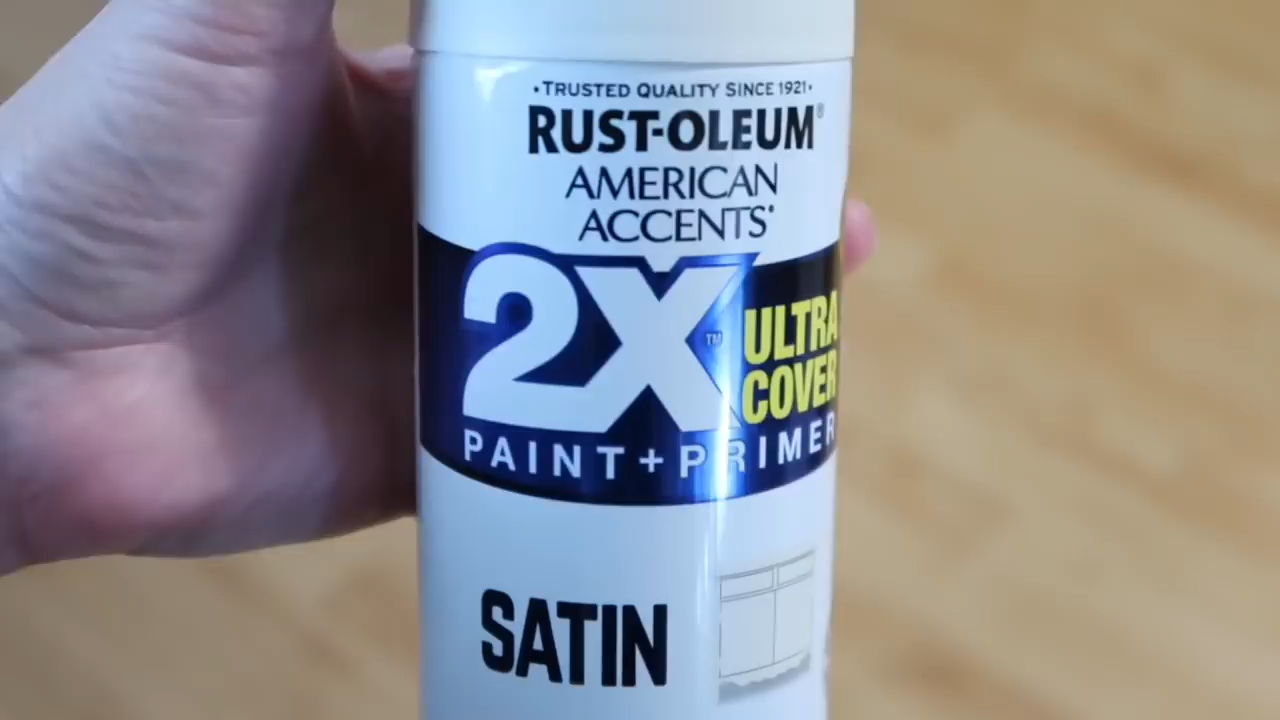 •TRUSTED QUALITY SINCE 1921•
RUST-OLEUM®
AMERICAN
ACCENTS®
2X™
ULTRA
COVER
PAINT+PRIMER
SATIN